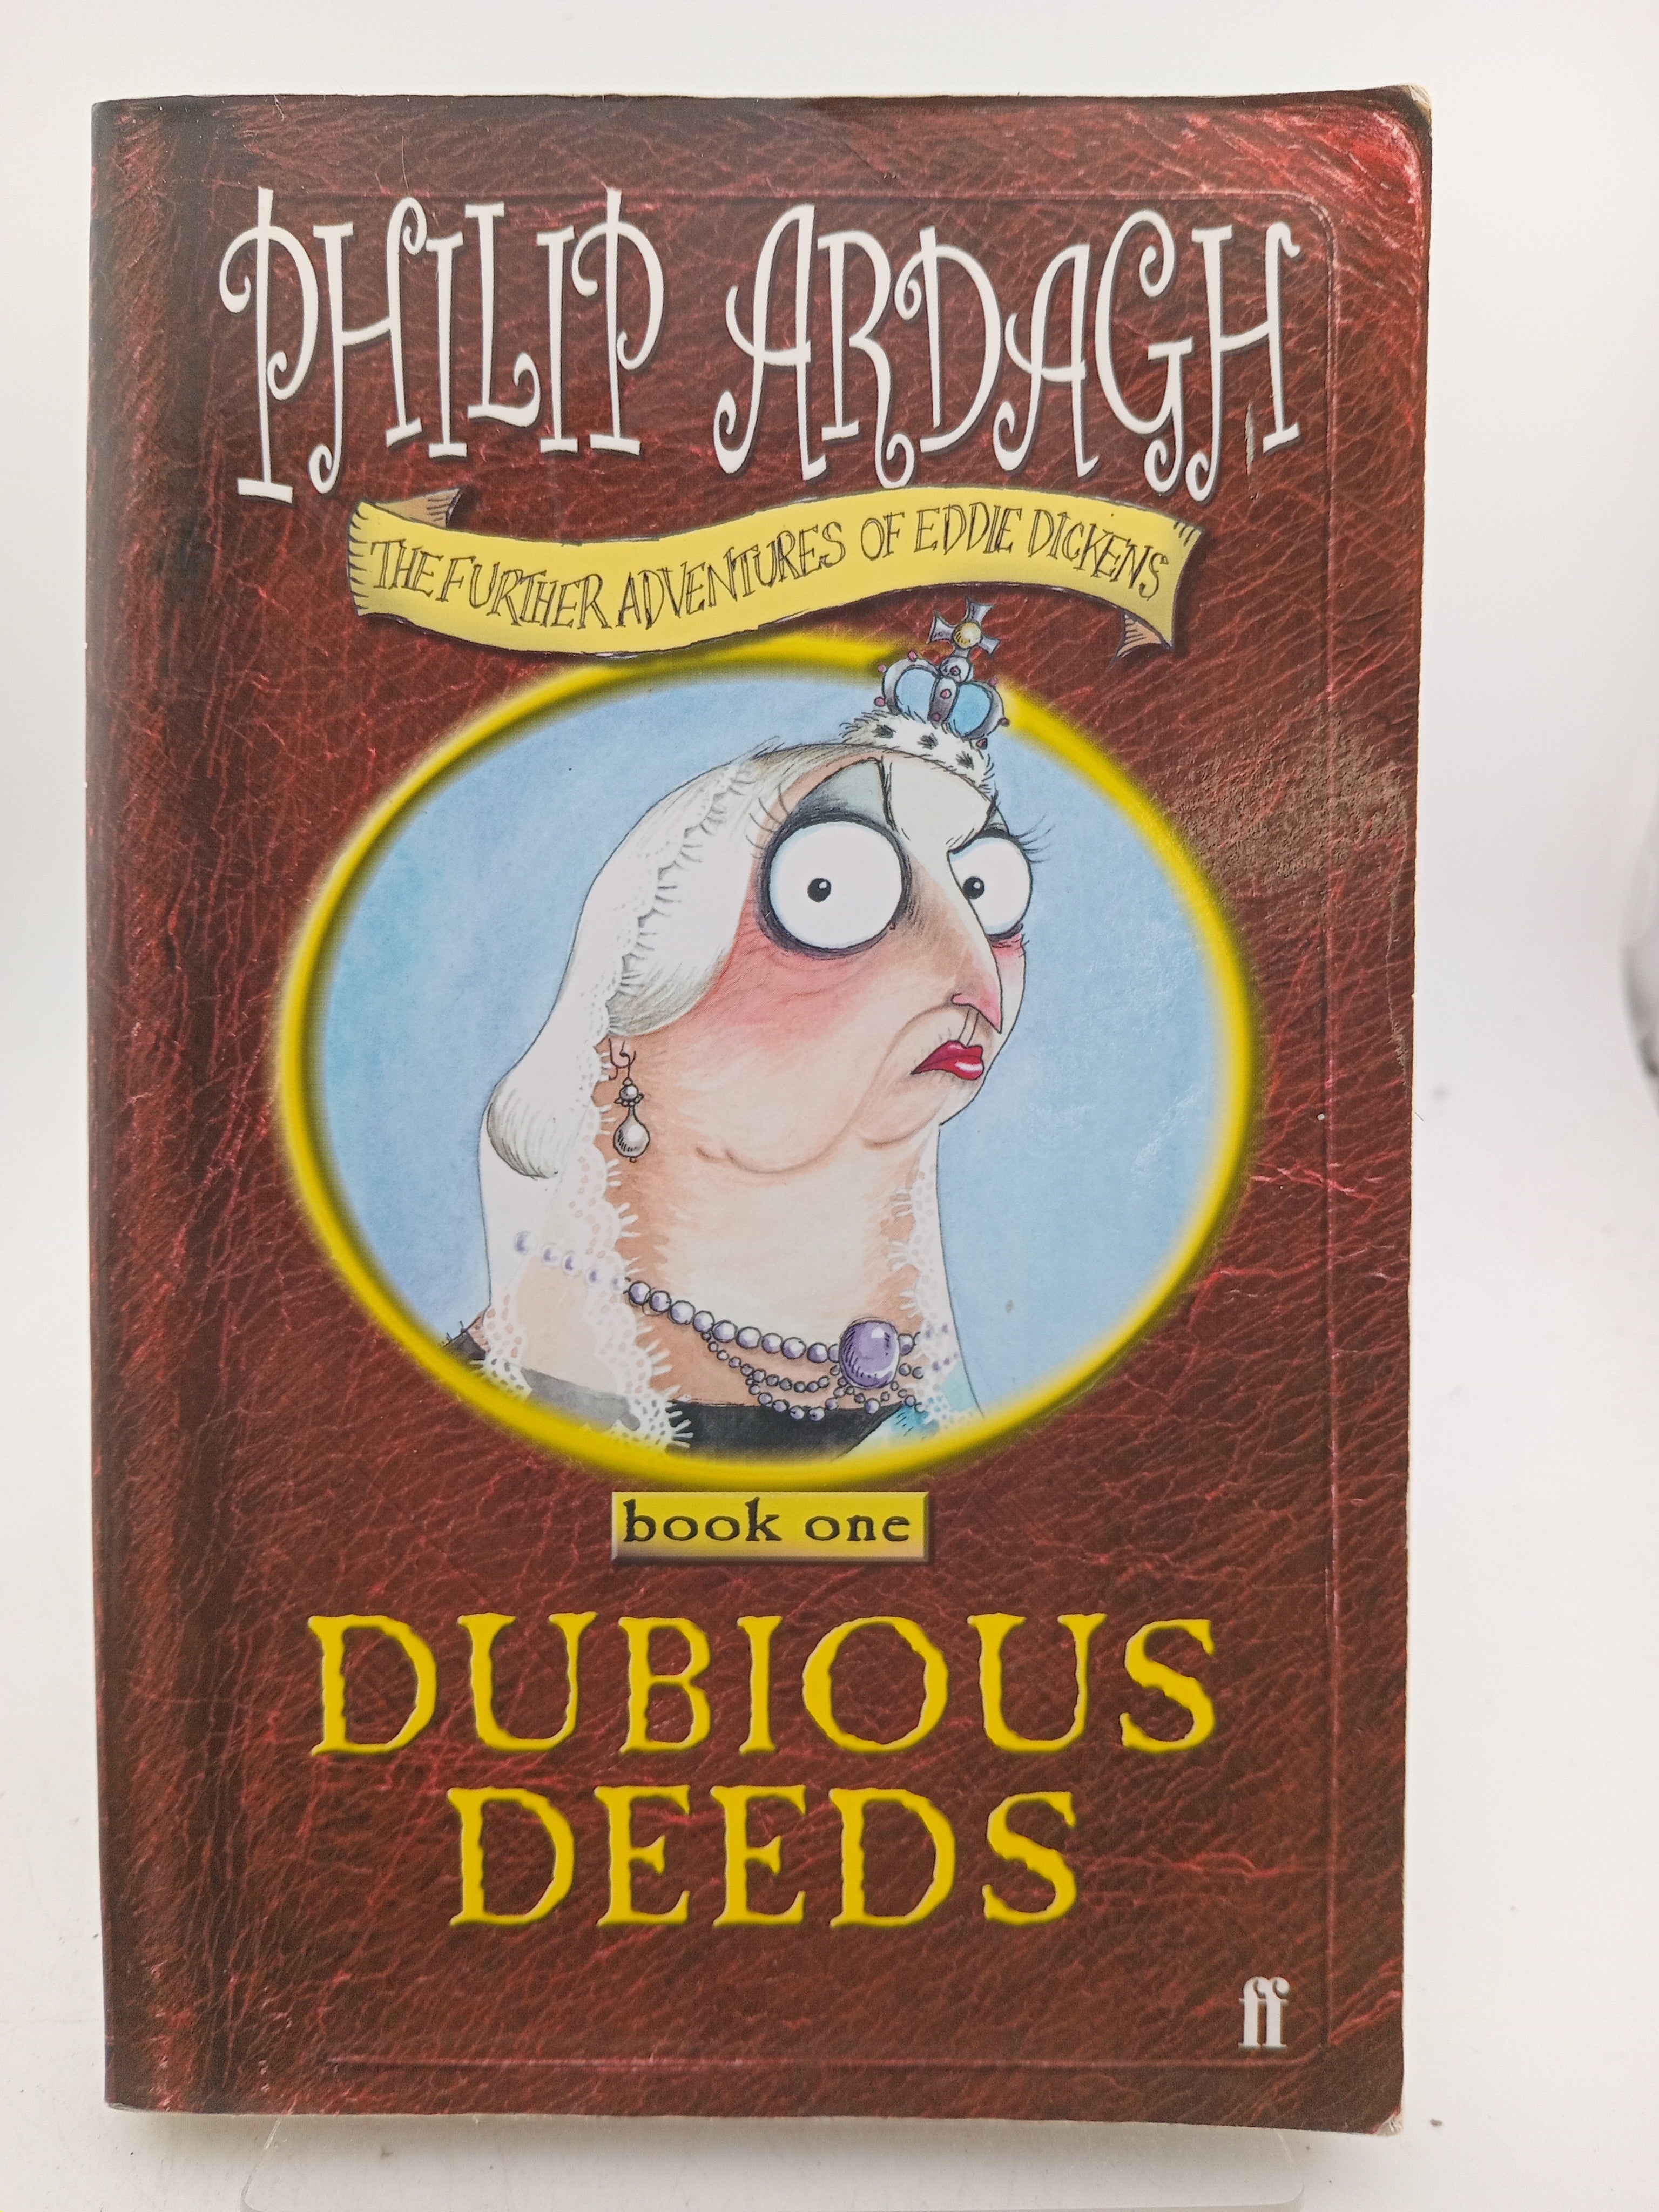 PHILIP ARDAGH
THE FURTHER ADVENTURES OF EDDIE DICKENS
book one
DUBIOUS
DEEDS
ff